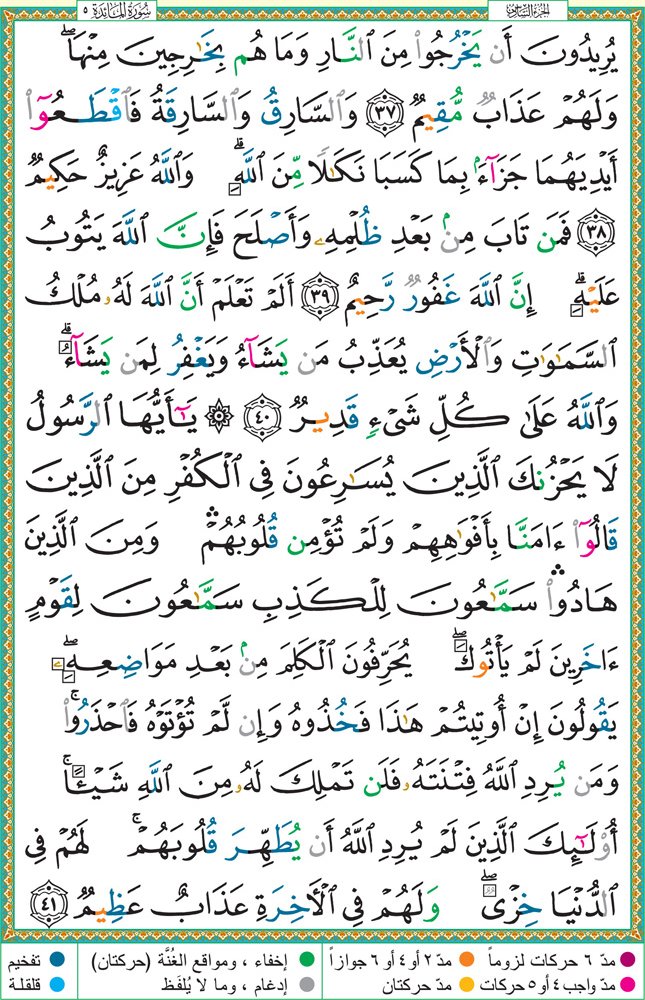 سُورَةُ المَائِدَة ٥
الجزء السادس
يُرِيدُونَ أَن يَخْرُجُوا۟ مِنَ ٱلنَّارِ وَمَا هُم بِخَـٰرِجِينَ مِنْهَا ۖ
وَلَهُمْ عَذَابٌ مُّقِيمٌ ﴿٣٧﴾ وَٱلسَّارِقُ وَٱلسَّارِقَةُ فَٱقْطَعُوٓا۟
أَيْدِيَهُمَا جَزَآءًۢ بِمَا كَسَبَا نَكَـٰلًا مِّنَ ٱللَّهِ ۗ وَٱللَّهُ عَزِيزٌ حَكِيمٌ
﴿٣٨﴾ فَمَن تَابَ مِنۢ بَعْدِ ظُلْمِهِۦ وَأَصْلَحَ فَإِنَّ ٱللَّهَ يَتُوبُ
عَلَيْهِ ۗ إِنَّ ٱللَّهَ غَفُورٌ رَّحِيمٌ ﴿٣٩﴾ أَلَمْ تَعْلَمْ أَنَّ ٱللَّهَ لَهُۥ مُلْكُ
ٱلسَّمَـٰوَٰتِ وَٱلْأَرْضِ يُعَذِّبُ مَن يَشَآءُ وَيَغْفِرُ لِمَن يَشَآءُ ۗ
وَٱللَّهُ عَلَىٰ كُلِّ شَىْءٍ قَدِيرٌ ﴿٤٠﴾ ۞ يَـٰٓأَيُّهَا ٱلرَّسُولُ
لَا يَحْزُنكَ ٱلَّذِينَ يُسَـٰرِعُونَ فِى ٱلْكُفْرِ مِنَ ٱلَّذِينَ
قَالُوٓا۟ ءَامَنَّا بِأَفْوَٰهِهِمْ وَلَمْ تُؤْمِن قُلُوبُهُمْ ۛ وَمِنَ ٱلَّذِينَ
هَادُوا۟ ۛ سَمَّـٰعُونَ لِلْكَذِبِ سَمَّـٰعُونَ لِقَوْمٍ
ءَاخَرِينَ لَمْ يَأْتُوكَ ۖ يُحَرِّفُونَ ٱلْكَلِمَ مِنۢ بَعْدِ مَوَاضِعِهِۦ ۖ
يَقُولُونَ إِنْ أُوتِيتُمْ هَـٰذَا فَخُذُوهُ وَإِن لَّمْ تُؤْتَوْهُ فَٱحْذَرُوا۟ ۚ
وَمَن يُرِدِ ٱللَّهُ فِتْنَتَهُۥ فَلَن تَمْلِكَ لَهُۥ مِنَ ٱللَّهِ شَيْـًٔا ۚ
أُو۟لَـٰٓئِكَ ٱلَّذِينَ لَمْ يُرِدِ ٱللَّهُ أَن يُطَهِّرَ قُلُوبَهُمْ ۚ لَهُمْ فِى
ٱلدُّنْيَا خِزْىٌ ۖ وَلَهُمْ فِى ٱلْـَٔاخِرَةِ عَذَابٌ عَظِيمٌ ﴿٤١﴾
مدّ ٦ حركات لزوماً مدّ ٢ أو ٤ أو ٦ جوازاً إخفاء ، ومواقع الغُنَّة (حركتان) تفخيم
مدّ واجب ٤ أو ٥ حركات مدّ حركتان إدغام ، وما لا يُلفَظ قلقلة